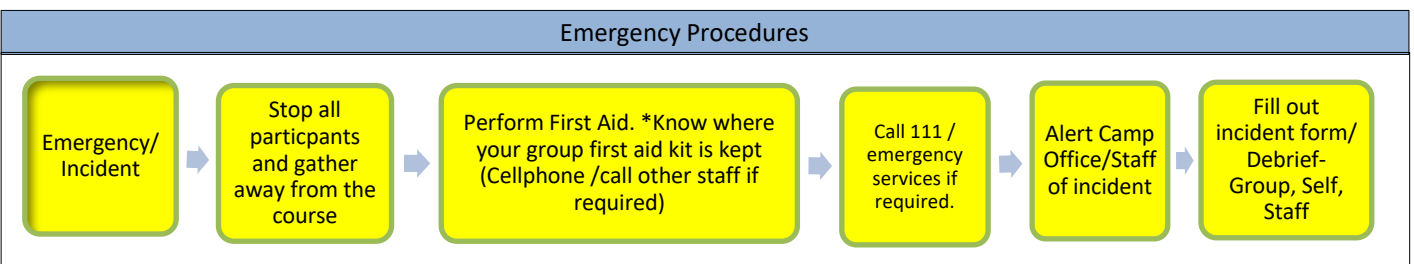 Emergency Procedures
Emergency/
Incident
Stop all
particpants
and gather
away from the
course
Perform First Aid. *Know where
your group first aid kit is kept
(Cellphone /call other staff if
required)
Call 111 /
emergency
services if
required.
Alert Camp
Office/Staff
of incident
Fill out
incident form/
Debrief-
Group, Self,
Staff